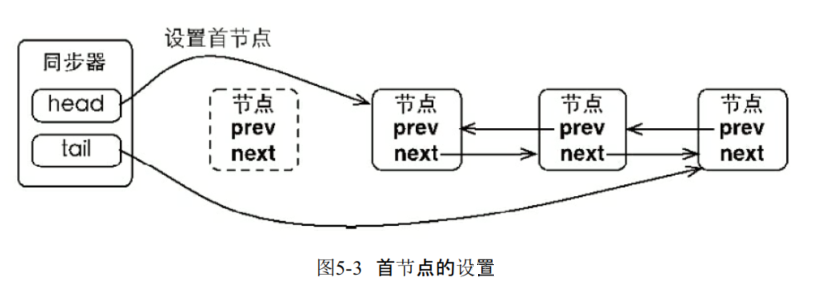 设置首节点
同步器
head
tail
节点
prev
next
节点
prev
next
节点
prev
next
节点
prev
next
图5-3 首节点的设置